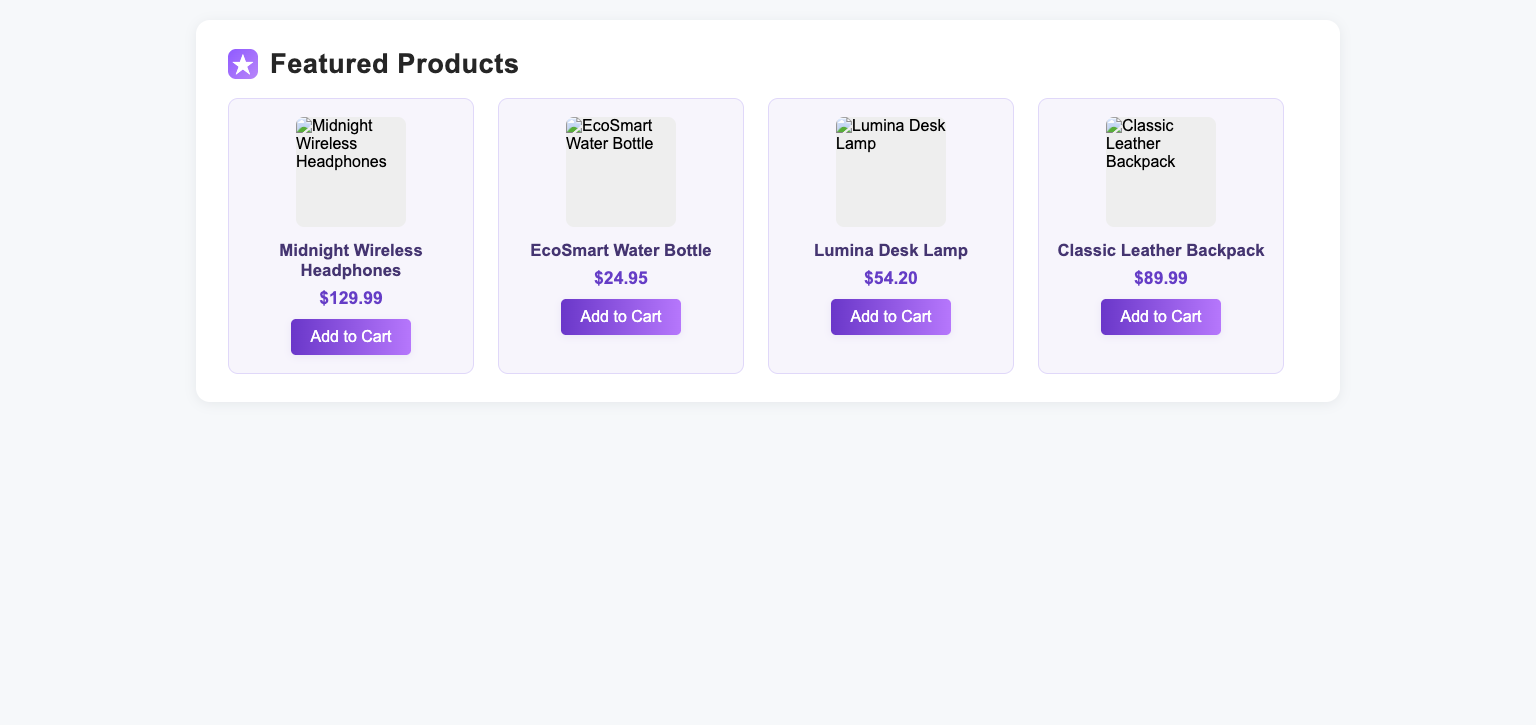 Featured Products
Midnight
Wireless
Headphones
Midnight Wireless
Headphones
$129.99
Add to Cart
EcoSmart
Water Bottle
EcoSmart Water Bottle
$24.95
Add to Cart
Lumina Desk
Lamp
Lumina Desk Lamp
$54.20
Add to Cart
Classic
Leather
Backpack
Classic Leather Backpack
$89.99
Add to Cart